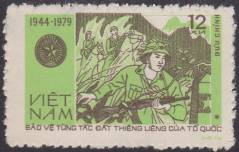 1944-1979
12
XU
BƯU CHÍNH
VIỆT
NAM
BẢO VỆ TỪNG TẤC ĐẤT THIÊNG LIÊNG CỦA TỔ QUỐC